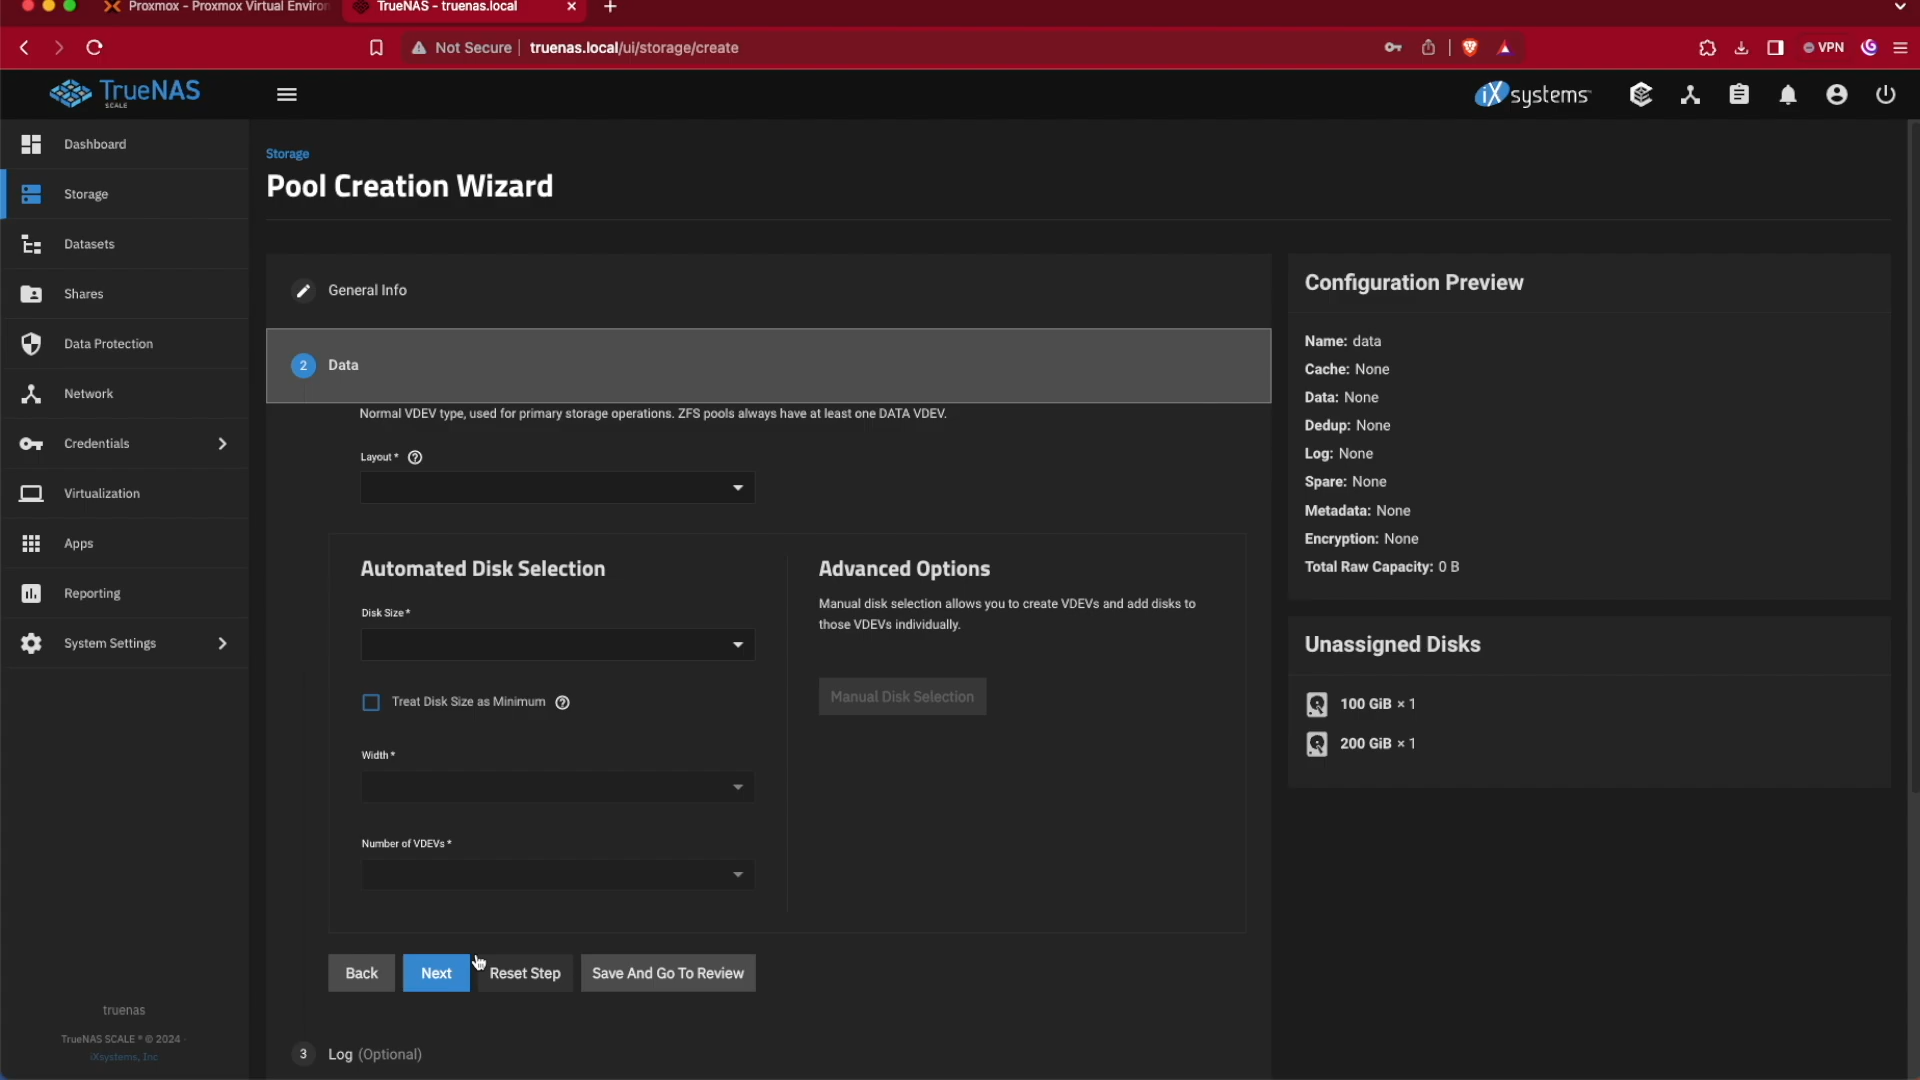 Proxmox - Proxmox Virtual Environ
TrueNAS - truenas.local
Not Secure
truenas.local/ui/storage/create
VPN
TrueNAS
SCALE
iXsystems
Dashboard
Storage
Datasets
Shares
Data Protection
Network
Credentials
Virtualization
Apps
Reporting
System Settings
truenas
TrueNAS SCALE ® © 2024 -
iXsystems, Inc
Storage
Pool Creation Wizard
General Info
2 Data
Normal VDEV type, used for primary storage operations. ZFS pools always have at least one DATA VDEV.
Layout *
Automated Disk Selection
Disk Size *
Treat Disk Size as Minimum
Width *
Number of VDEVs *
Advanced Options
Manual disk selection allows you to create VDEVs and add disks to
those VDEVs individually.
Manual Disk Selection
Back
Next
Reset Step
Save And Go To Review
3 Log (Optional)
Configuration Preview
Name: data
Cache: None
Data: None
Dedup: None
Log: None
Spare: None
Metadata: None
Encryption: None
Total Raw Capacity: 0 B
Unassigned Disks
100 GiB × 1
200 GiB × 1